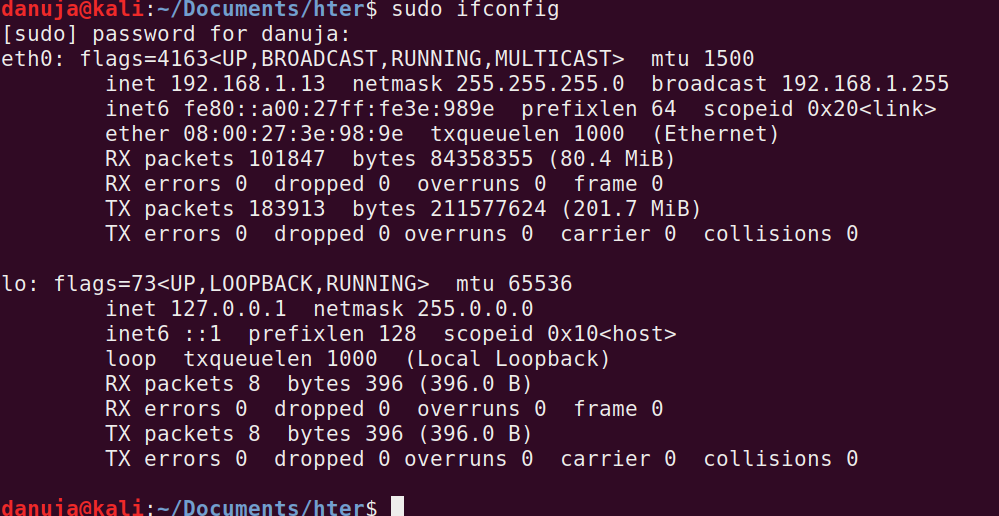 danuja@kali:~/Documents/hter$ sudo ifconfig
[sudo] password for danuja:
eth0: flags=4163<UP,BROADCAST,RUNNING,MULTICAST>  mtu 1500
        inet 192.168.1.13  netmask 255.255.255.0  broadcast 192.168.1.255
        inet6 fe80::a00:27ff:fe3e:989e  prefixlen 64  scopeid 0x20<link>
        ether 08:00:27:3e:98:9e  txqueuelen 1000  (Ethernet)
        RX packets 101847  bytes 84358355 (80.4 MiB)
        RX errors 0  dropped 0  overruns 0  frame 0
        TX packets 183913  bytes 211577624 (201.7 MiB)
        TX errors 0  dropped 0 overruns 0  carrier 0  collisions 0

lo: flags=73<UP,LOOPBACK,RUNNING>  mtu 65536
        inet 127.0.0.1  netmask 255.0.0.0
        inet6 ::1  prefixlen 128  scopeid 0x10<host>
        loop  txqueuelen 1000  (Local Loopback)
        RX packets 8  bytes 396 (396.0 B)
        RX errors 0  dropped 0  overruns 0  frame 0
        TX packets 8  bytes 396 (396.0 B)
        TX errors 0  dropped 0 overruns 0  carrier 0  collisions 0

danuja@kali:~/Documents/hter$